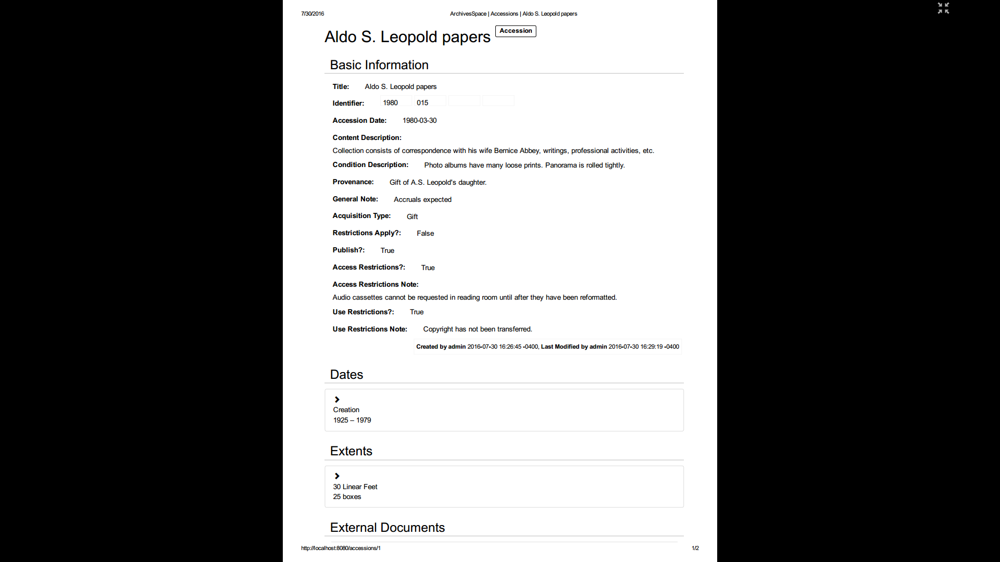 7/30/2016 ArchivesSpace | Accessions | Aldo S. Leopold papers
Aldo S. Leopold papers Accession
Basic Information
Title: Aldo S. Leopold papers
Identifier: 1980 015
Accession Date: 1980-03-30
Content Description:
Collection consists of correspondence with his wife Bernice Abbey, writings, professional activities, etc.
Condition Description: Photo albums have many loose prints. Panorama is rolled tightly.
Provenance: Gift of A.S. Leopold's daughter.
General Note: Accruals expected
Acquisition Type: Gift
Restrictions Apply?: False
Publish?: True
Access Restrictions?: True
Access Restrictions Note:
Audio cassettes cannot be requested in reading room until after they have been reformatted.
Use Restrictions?: True
Use Restrictions Note: Copyright has not been transferred.
Created by admin 2016-07-30 16:26:45 -0400, Last Modified by admin 2016-07-30 16:29:19 -0400
Dates
Creation
1925 – 1979
Extents
30 Linear Feet
25 boxes
External Documents
http://localhost:8080/accessions/1 1/2